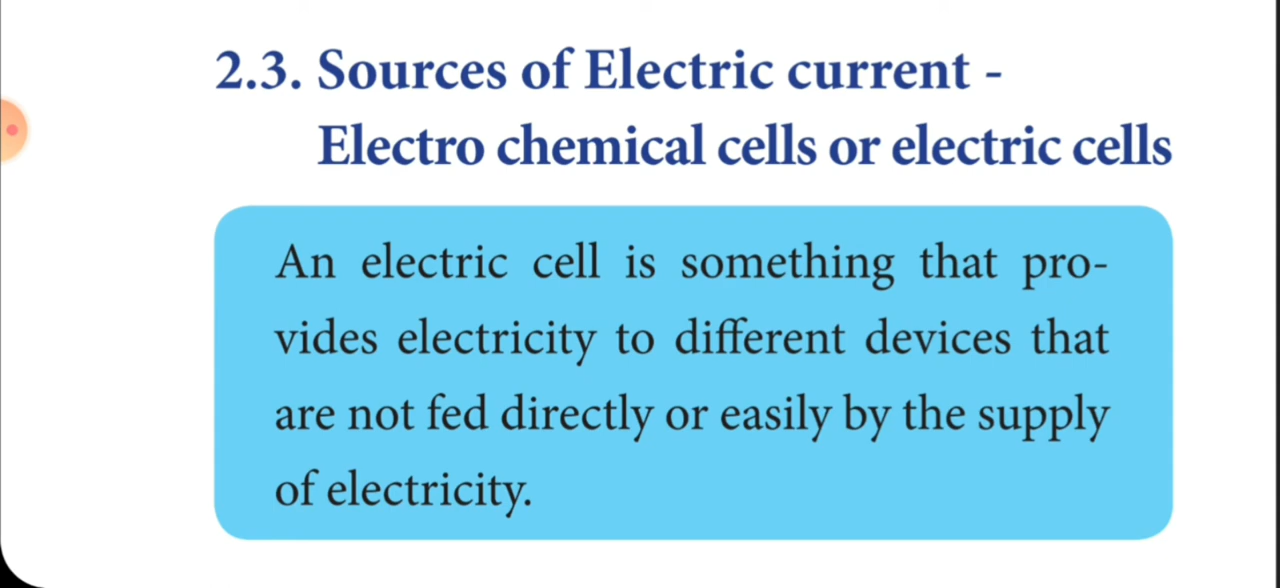 2.3. Sources of Electric current -
Electro chemical cells or electric cells
An electric cell is something that pro-
vides electricity to different devices that
are not fed directly or easily by the supply
of electricity.